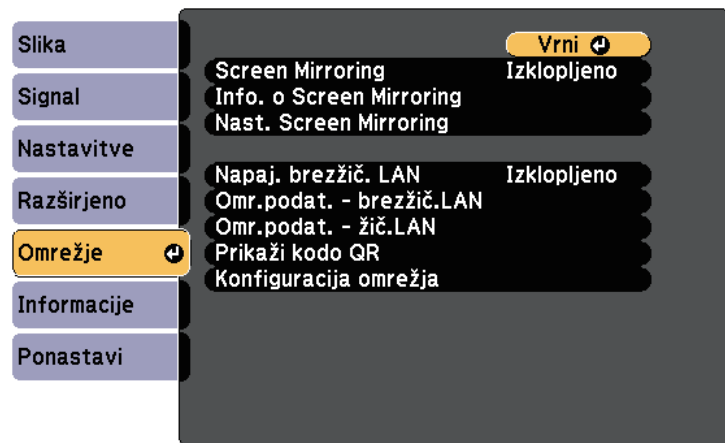 Slika
Signal
Nastavitve
Razširjeno
Omrežje
Informacije
Ponastavi
Vrni
Screen Mirroring Izklopljeno
Info. o Screen Mirroring
Nast. Screen Mirroring
Napaj. brezžič. LAN Izklopljeno
Omr.podat. - brezžič.LAN
Omr.podat. - žič.LAN
Prikaži kodo QR
Konfiguracija omrežja